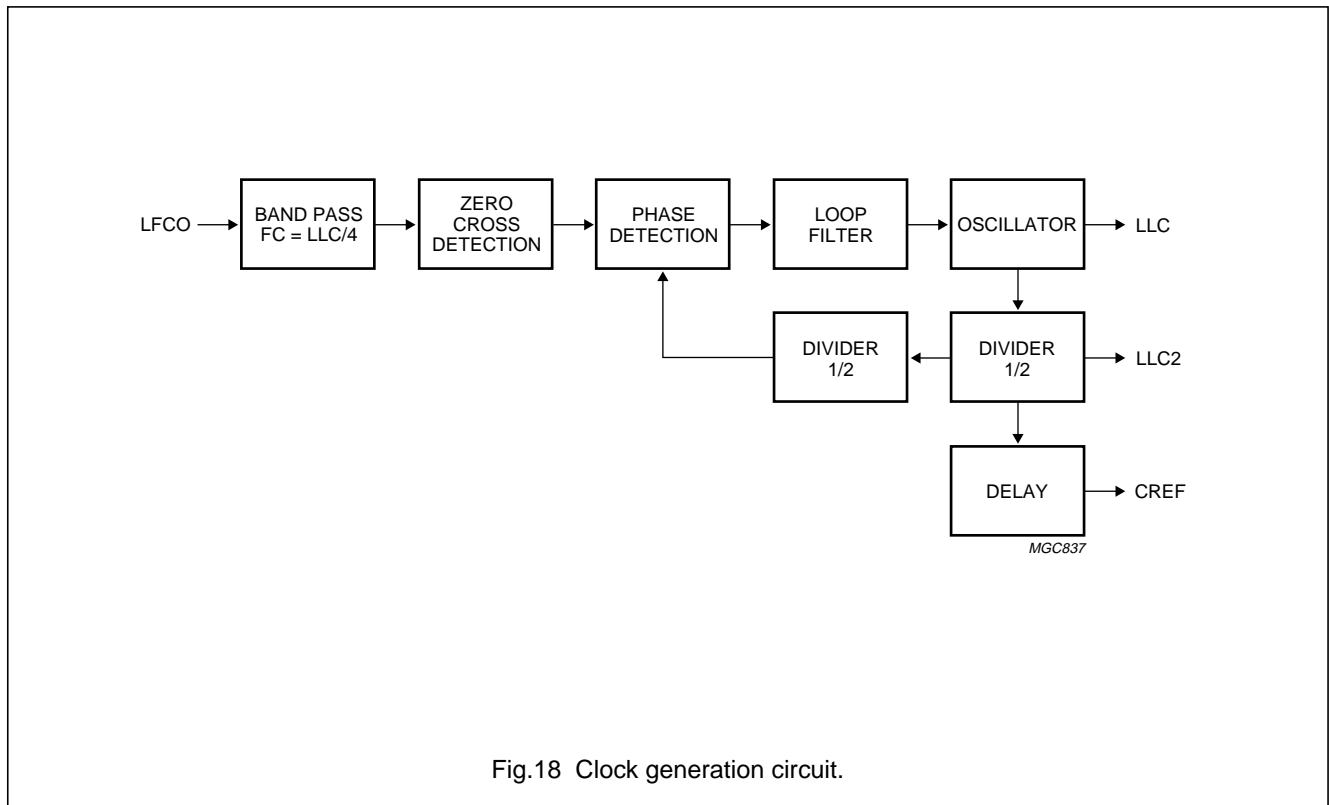 LFCO
BAND PASS
FC = LLC/4
ZERO
CROSS
DETECTION
PHASE
DETECTION
LOOP
FILTER
OSCILLATOR
LLC
DIVIDER
1/2
DIVIDER
1/2
LLC2
DELAY
CREF
MGC837
Fig.18 Clock generation circuit.